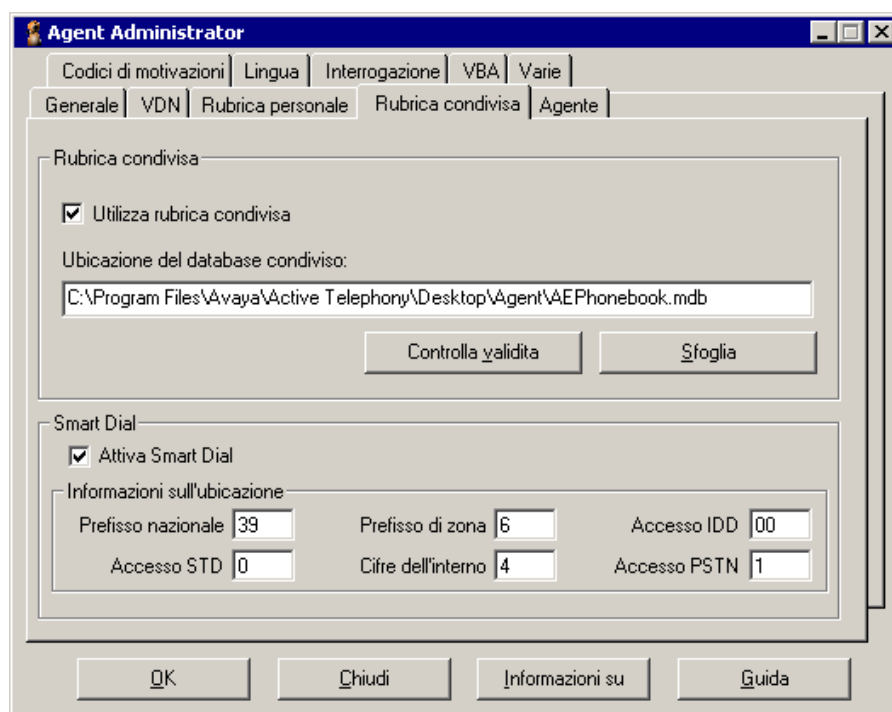 Agent Administrator
Codici di motivazioni Lingua Interrogazione VBA Varie
Generale VDN Rubrica personale Rubrica condivisa Agente
Rubrica condivisa
Utilizza rubrica condivisa
Ubicazione del database condiviso:
C:\Program Files\Avaya\Active Telephony\Desktop\Agent\AEPhonebook.mdb
Controlla validita Sfoglia
Smart Dial
Attiva Smart Dial
Informazioni sull'ubicazione
Prefisso nazionale 39 Prefisso di zona 6 Accesso IDD 00
Accesso STD 0 Cifre dell'interno 4 Accesso PSTN 1
OK Chiudi Informazioni su Guida